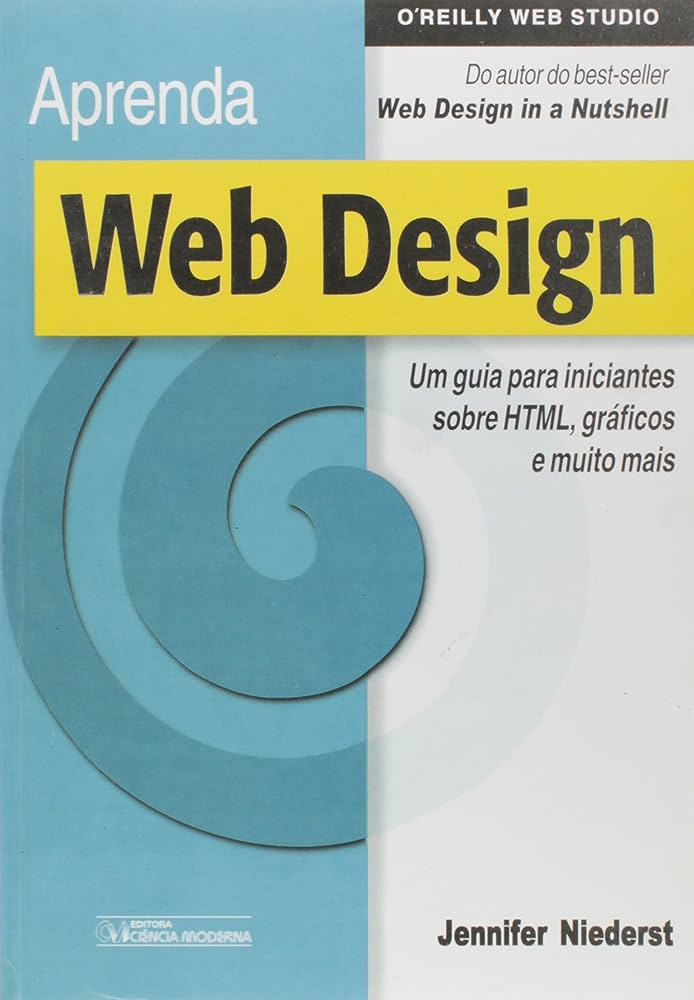 O'REILLY WEB STUDIO
Do autor do best-seller
Web Design in a Nutshell
Aprenda
Web Design
Um guia para iniciantes
sobre HTML, gráficos
e muito mais
EDITORA
CIÊNCIA MODERNA
Jennifer Niederst